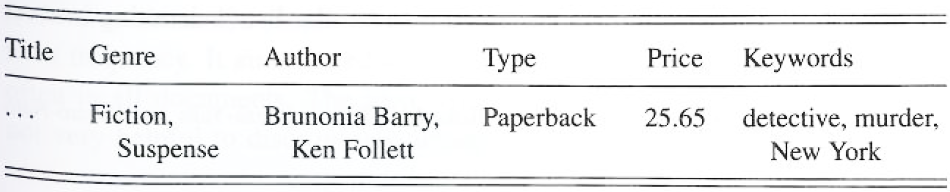 Title Genre Author Type Price Keywords
... Fiction, Brunonia Barry, Paperback 25.65 detective, murder,
Suspense Ken Follett New York